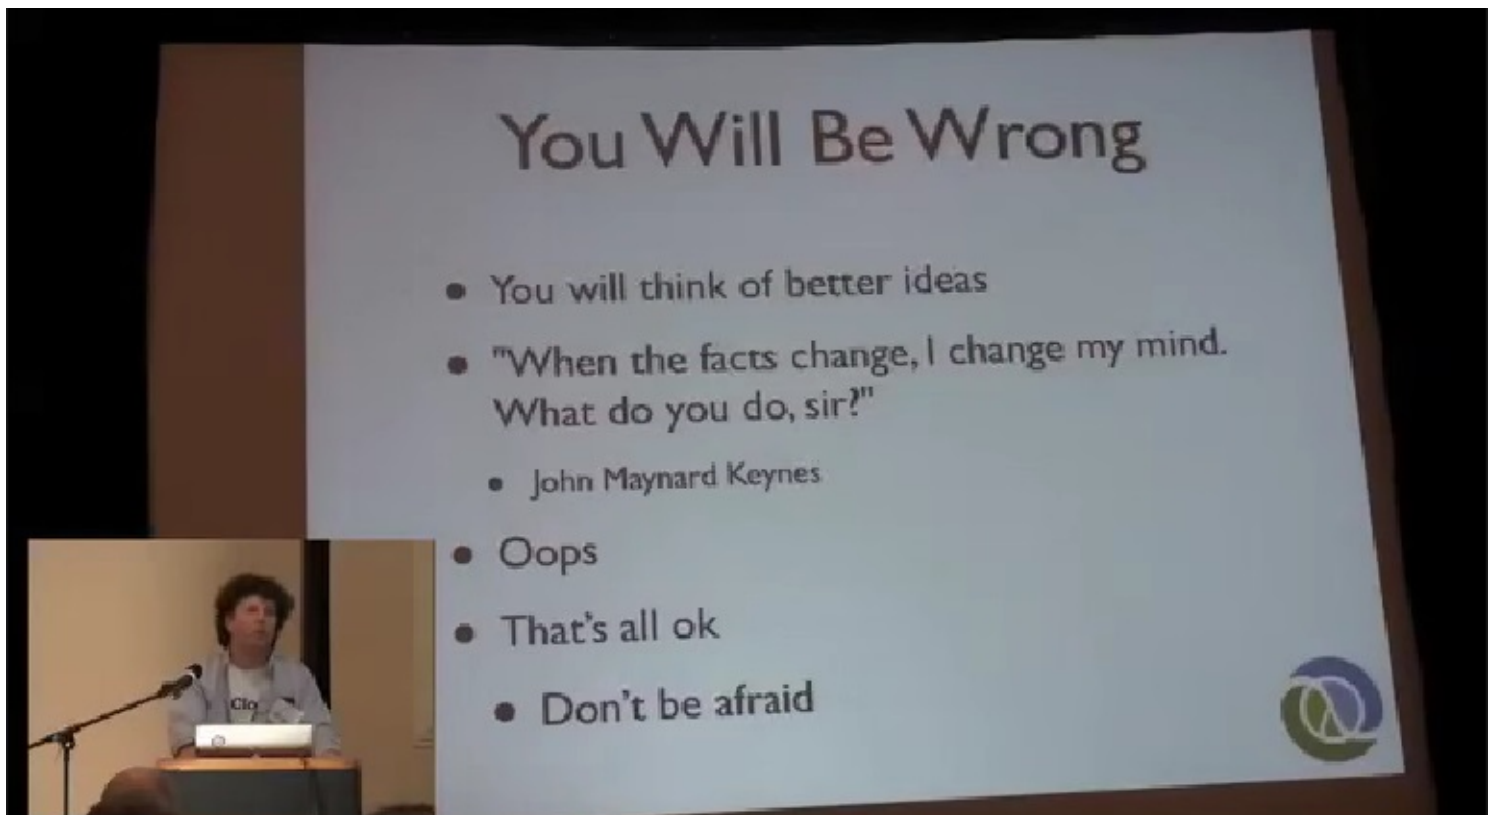 You Will Be Wrong
• You will think of better ideas
• "When the facts change, I change my mind.
What do you do, sir?"
• John Maynard Keynes
• Oops
• That's all ok
• Don't be afraid
Clo